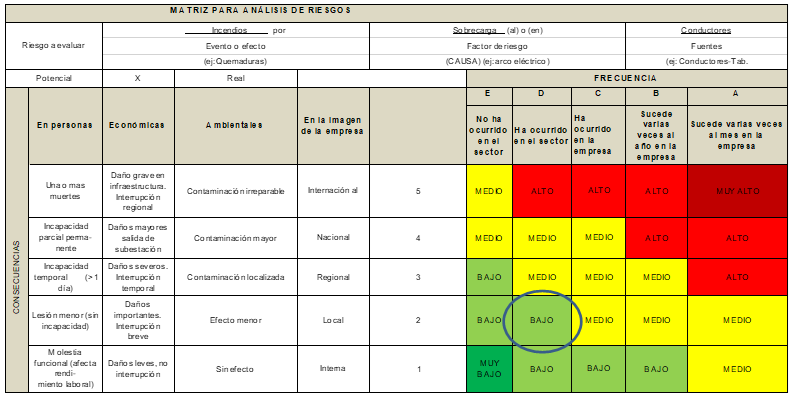 MATRIZ PARA ANÁLISIS DE RIESGOS
Riesgo a evaluar
Incendios por
Sobrecarga (al) o (en)
Conductores
Evento o efecto
Factor de riesgo
Fuentes
(ej: Quemaduras)
(CAUSA) (ej: arco eléctrico)
(ej: Conductores-Tab.
Potencial X Real
FRECUENCIA
E D C B A
En personas
Económicas
Ambientales
En la imagen
de la empresa
No ha
ocurrido
en el
sector
Ha ocurrido
en el sector
Ha
ocurrido
en la
empresa
Sucede
varias
veces al
año en la
empresa
Sucede varias veces
al mes en la
empresa
CONSECUENCIAS
Una o mas
muertes
Daño grave en
infraestructura.
Interrupción
regional
Contaminación irreparable
Internación al
5
MEDIO ALTO ALTO ALTO MUY ALTO
Incapacidad
parcial perma-
nente
Daños mayores
salida de
subestación
Contaminación mayor
Nacional
4
MEDIO MEDIO MEDIO ALTO ALTO
Incapacidad
temporal (> 1
día)
Daños severos.
Interrupción
temporal
Contaminación localizada
Regional
3
BAJO MEDIO MEDIO MEDIO ALTO
Lesión menor (sin
incapacidad)
Daños
importantes.
Interrupción
breve
Efecto menor
Local
2
BAJO BAJO MEDIO MEDIO MEDIO
Molestia
funcional (afecta
rendi-
miento laboral)
Daños leves, no
interrupción
Sin efecto
Interna
1
MUY
BAJO
BAJO BAJO BAJO MEDIO